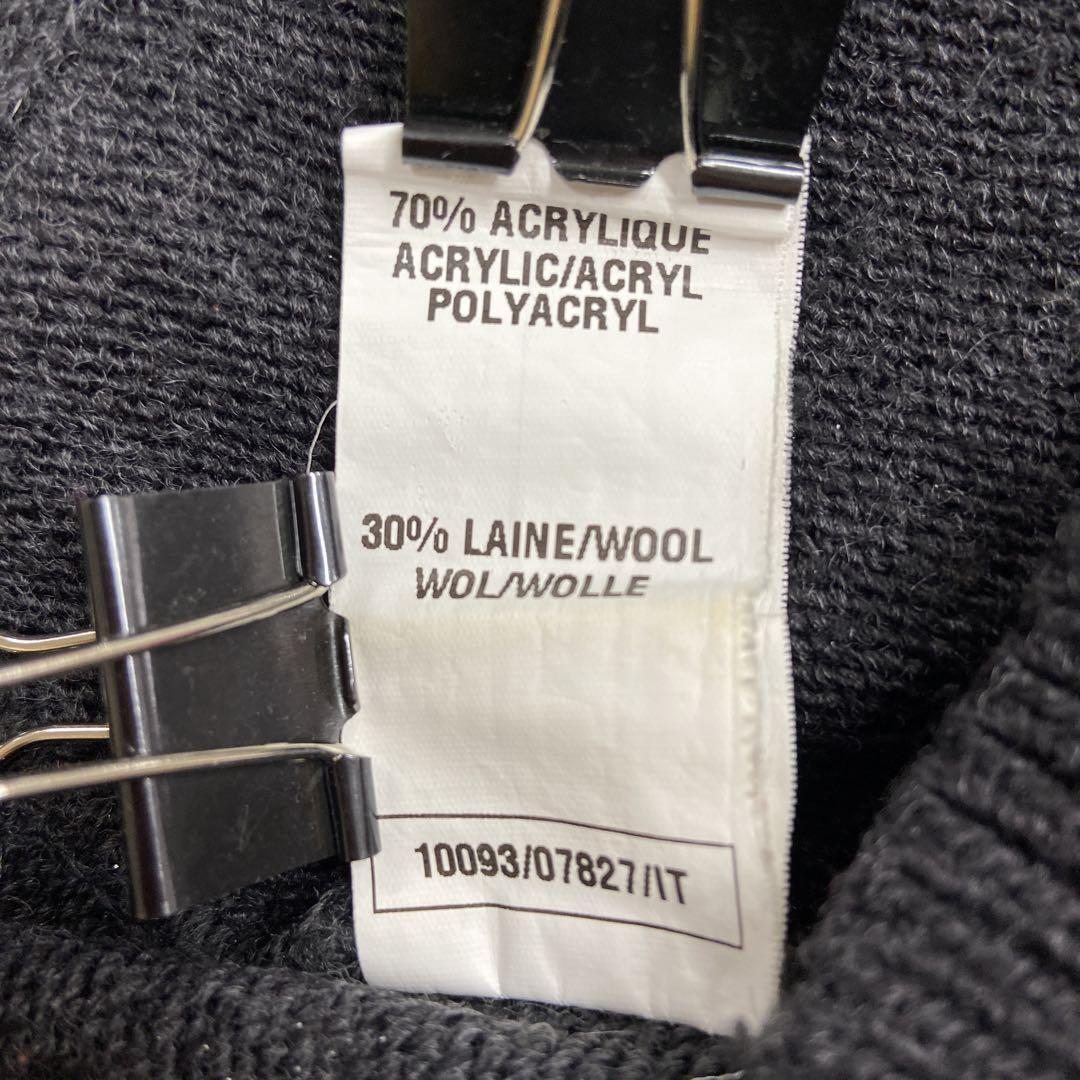 70% ACRYLIQUE
ACRYLIC/ACRYL
POLYACRYL
30% LAINE/WOOL
WOL/WOLLE
10093/07827/IT